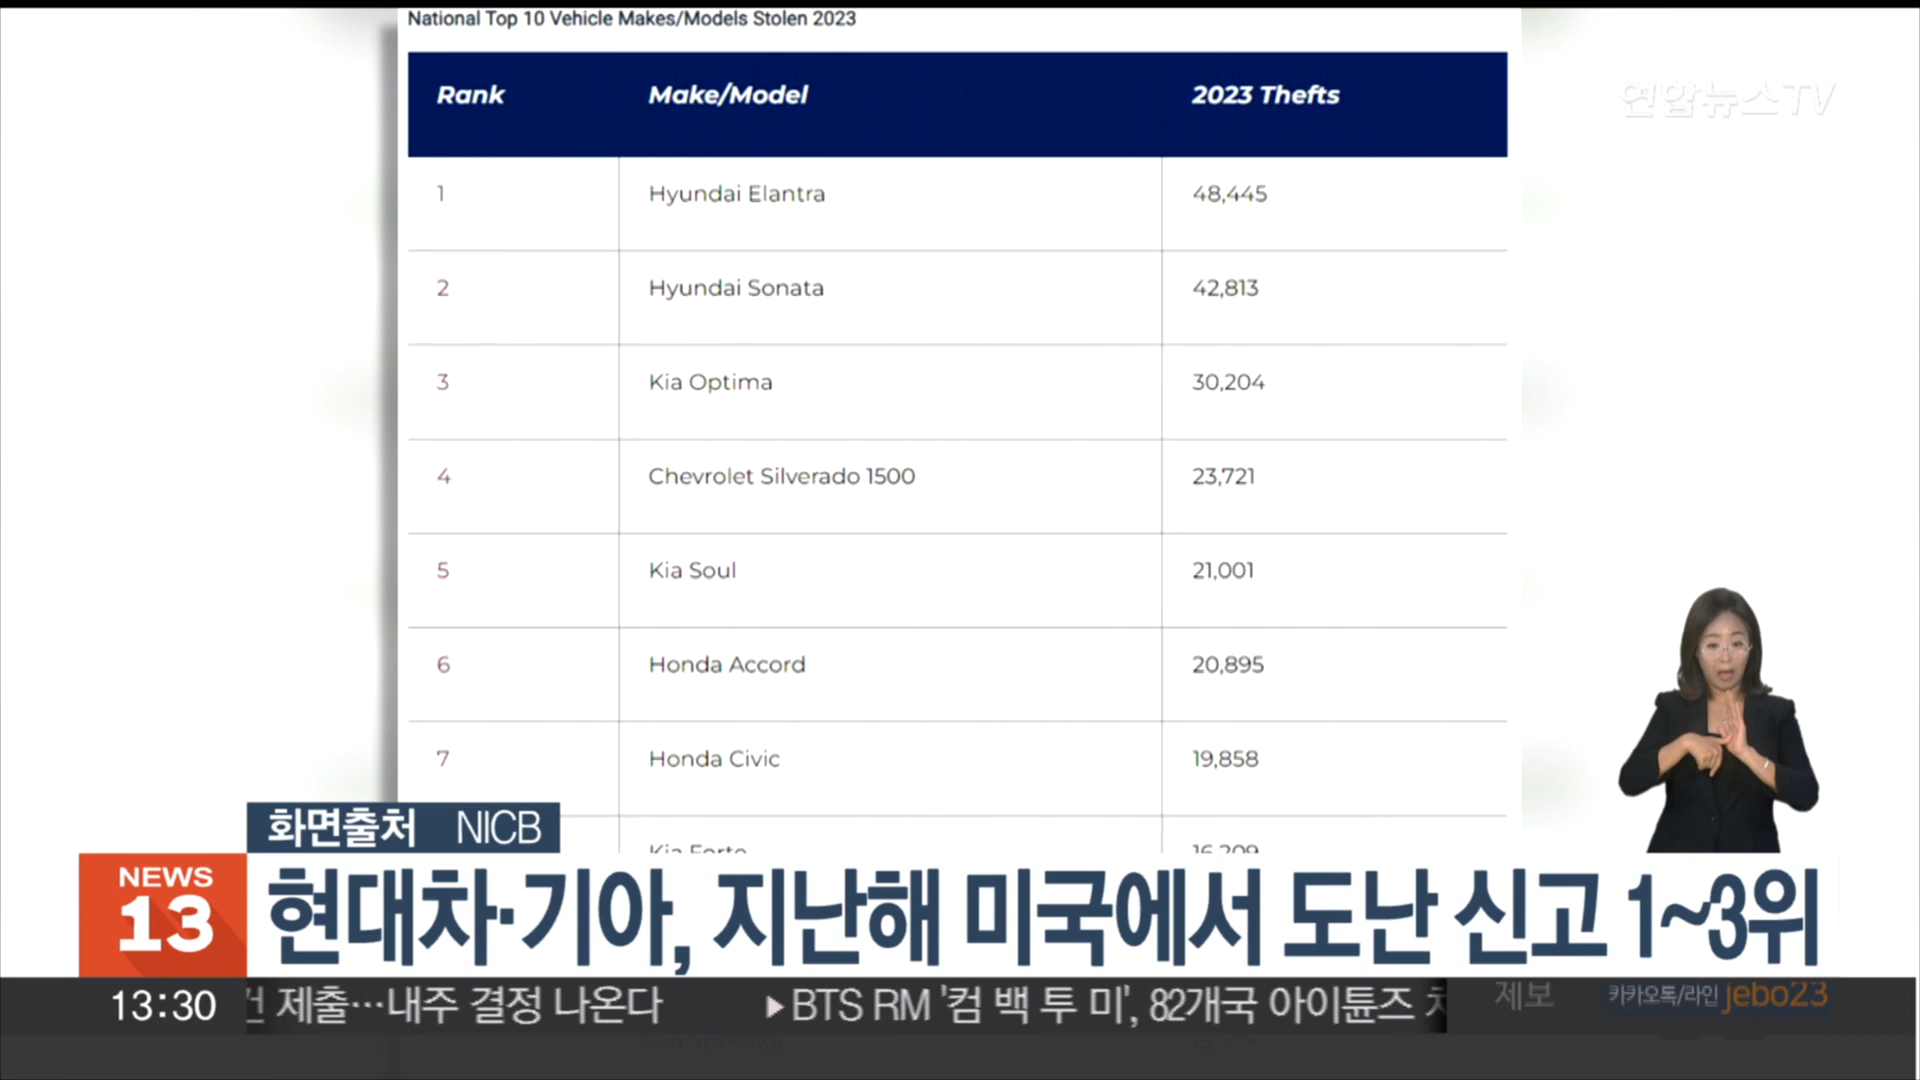 National Top 10 Vehicle Makes/Models Stolen 2023
Rank Make/Model 2023 Thefts
연합뉴스TV
1 Hyundai Elantra 48,445
2 Hyundai Sonata 42,813
3 Kia Optima 30,204
4 Chevrolet Silverado 1500 23,721
5 Kia Soul 21,001
6 Honda Accord 20,895
7 Honda Civic 19,858
Kia Forte 16,209
화면출처 NICB
NEWS
13
현대차·기아, 지난해 미국에서 도난 신고 1~3위
13:30 건 제출…내주 결정 나온다 ▶BTS RM '컴 백 투 미', 82개국 아이튠즈 제보 카카오톡/라인 jebo23